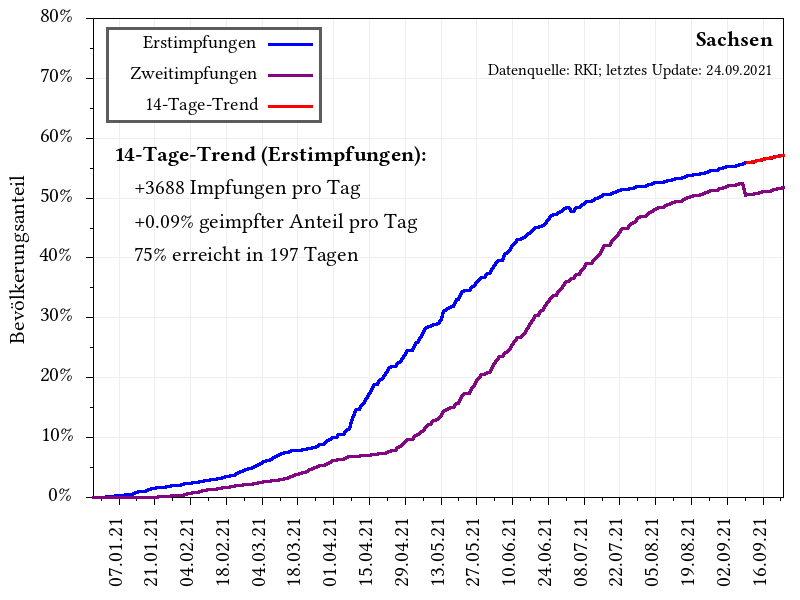 Sachsen
Datenquelle: RKI; letztes Update: 24.09.2021
Erstimpfungen
Zweitimpfungen
14-Tage-Trend
14-Tage-Trend (Erstimpfungen):
+3688 Impfungen pro Tag
+0.09% geimpfter Anteil pro Tag
75% erreicht in 197 Tagen
Bevölkerungsanteil
80%
70%
60%
50%
40%
30%
20%
10%
0%
07.01.21
21.01.21
04.02.21
18.02.21
04.03.21
18.03.21
01.04.21
15.04.21
29.04.21
13.05.21
27.05.21
10.06.21
24.06.21
08.07.21
22.07.21
05.08.21
19.08.21
02.09.21
16.09.21